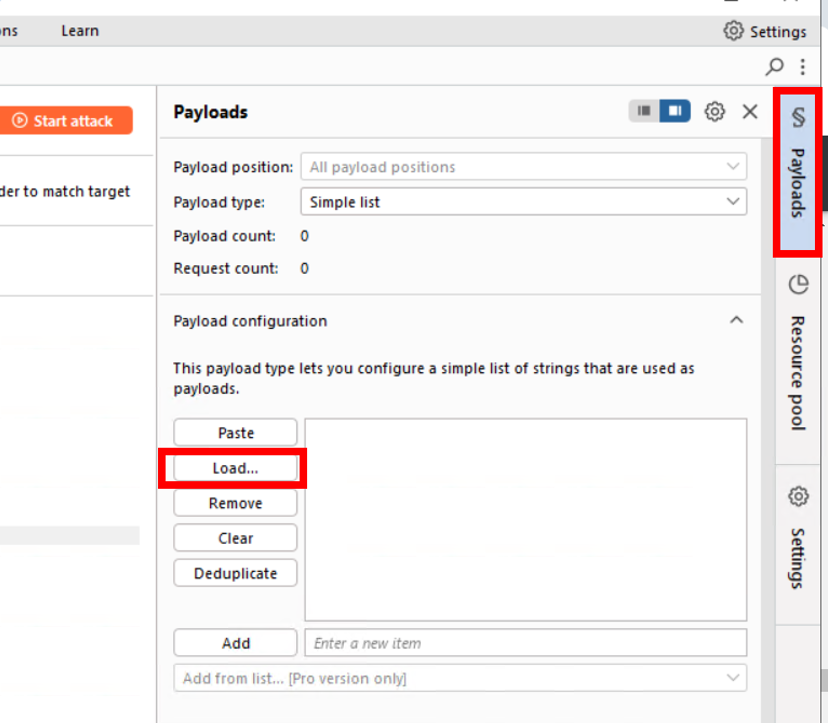 ons Learn Settings
Start attack
Payloads
der to match target
Payload position: All payload positions
Payload type: Simple list
Payload count: 0
Request count: 0
Payload configuration
This payload type lets you configure a simple list of strings that are used as
payloads.
Paste
Load...
Remove
Clear
Deduplicate
Add Enter a new item
Add from list... [Pro version only]
§ Payloads
Resource pool
Settings